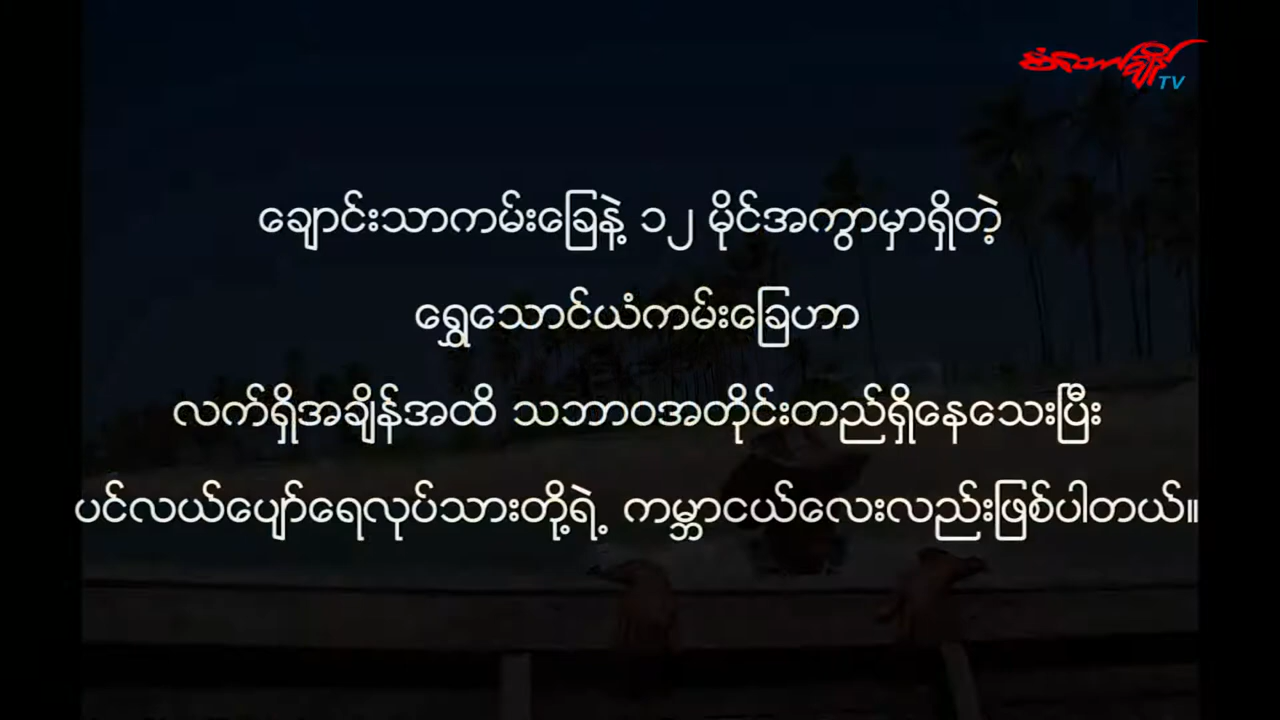 TV
ချောင်းသာကမ်းခြေနဲ့ ၁၂ မိုင်အကွာမှာရှိတဲ့
ရွှေသောင်ယံကမ်းခြေဟာ
လက်ရှိအချိန်အထိ သဘာဝအတိုင်းတည်ရှိနေသေးပြီး
ပင်လယ်ပျော်ရေလုပ်သားတို့ရဲ့ ကမ္ဘာငယ်လေးလည်းဖြစ်ပါတယ်။